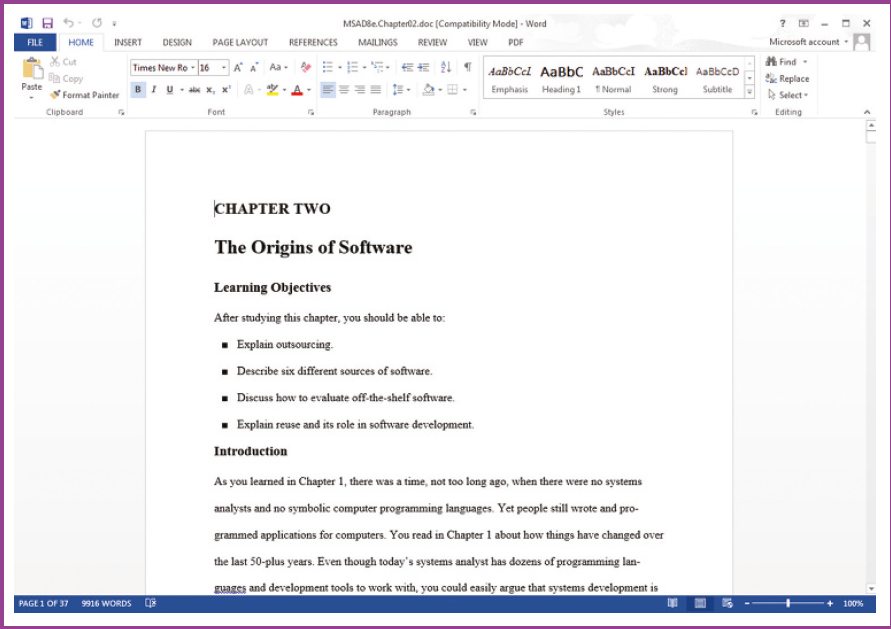 MSAD8e.Chapter02.doc [Compatibility Mode] - Word
FILE HOME INSERT DESIGN PAGE LAYOUT REFERENCES MAILINGS REVIEW VIEW PDF Microsoft account
Cut
Copy
Format Painter
Paste
Clipboard
Times New Ro 16 A A Aa
B I U abc X, X' A ab A
Font
Paragraph
AaBbCcI AaBbC AaBbCcI AaBbCcl AaBbCcD
Emphasis Heading 1 ¶ Normal Strong Subtitle
Styles
Find
Replace
Select
Editing
CHAPTER TWO
The Origins of Software
Learning Objectives
After studying this chapter, you should be able to:
■ Explain outsourcing.
■ Describe six different sources of software.
■ Discuss how to evaluate off-the-shelf software.
■ Explain reuse and its role in software development.
Introduction
As you learned in Chapter 1, there was a time, not too long ago, when there were no systems
analysts and no symbolic computer programming languages. Yet people still wrote and pro-
grammed applications for computers. You read in Chapter 1 about how things have changed over
the last 50-plus years. Even though today's systems analyst has dozens of programming lan-
guages and development tools to work with, you could easily argue that systems development is
PAGE 1 OF 37 9916 WORDS 100%